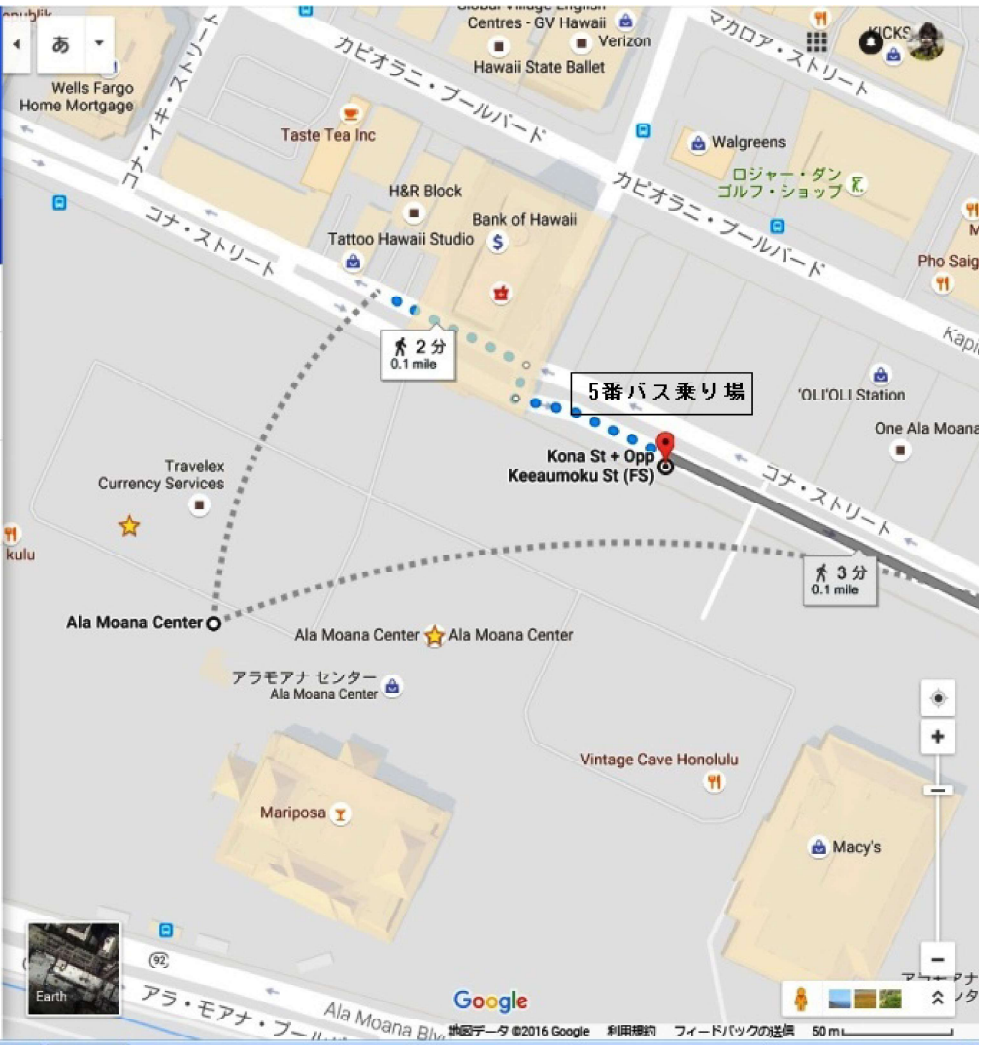 Centres - GV Hawaii
Verizon
Hawaii State Ballet
マカロア・ストリート
KICKS
あ
Wells Fargo
Home Mortgage
コナ・イキ・ストリート
カピオラニ・ブールバード
Taste Tea Inc
Walgreens
ロジャー・ダン
ゴルフ・ショップ
カピオラニ・ブールバード
H&R Block
Bank of Hawaii
Tattoo Hawaii Studio
コナ・ストリート
Pho Saig
2 分
0.1 mile
5番バス乗り場
'OLI'OLI Station
One Ala Moana
Kona St + Opp
Keeaumoku St (FS)
コナ・ストリート
Travelex
Currency Services
kulu
3 分
0.1 mile
Ala Moana Center
Ala Moana Center
Ala Moana Center
アラモアナ センター
Ala Moana Center
Vintage Cave Honolulu
Mariposa
Macy's
(92)
Earth
アラ・モアナ・ブール
Ala Moana Blv
Google
地図データ ©2016 Google
利用規約
フィードバックの送信
50 m